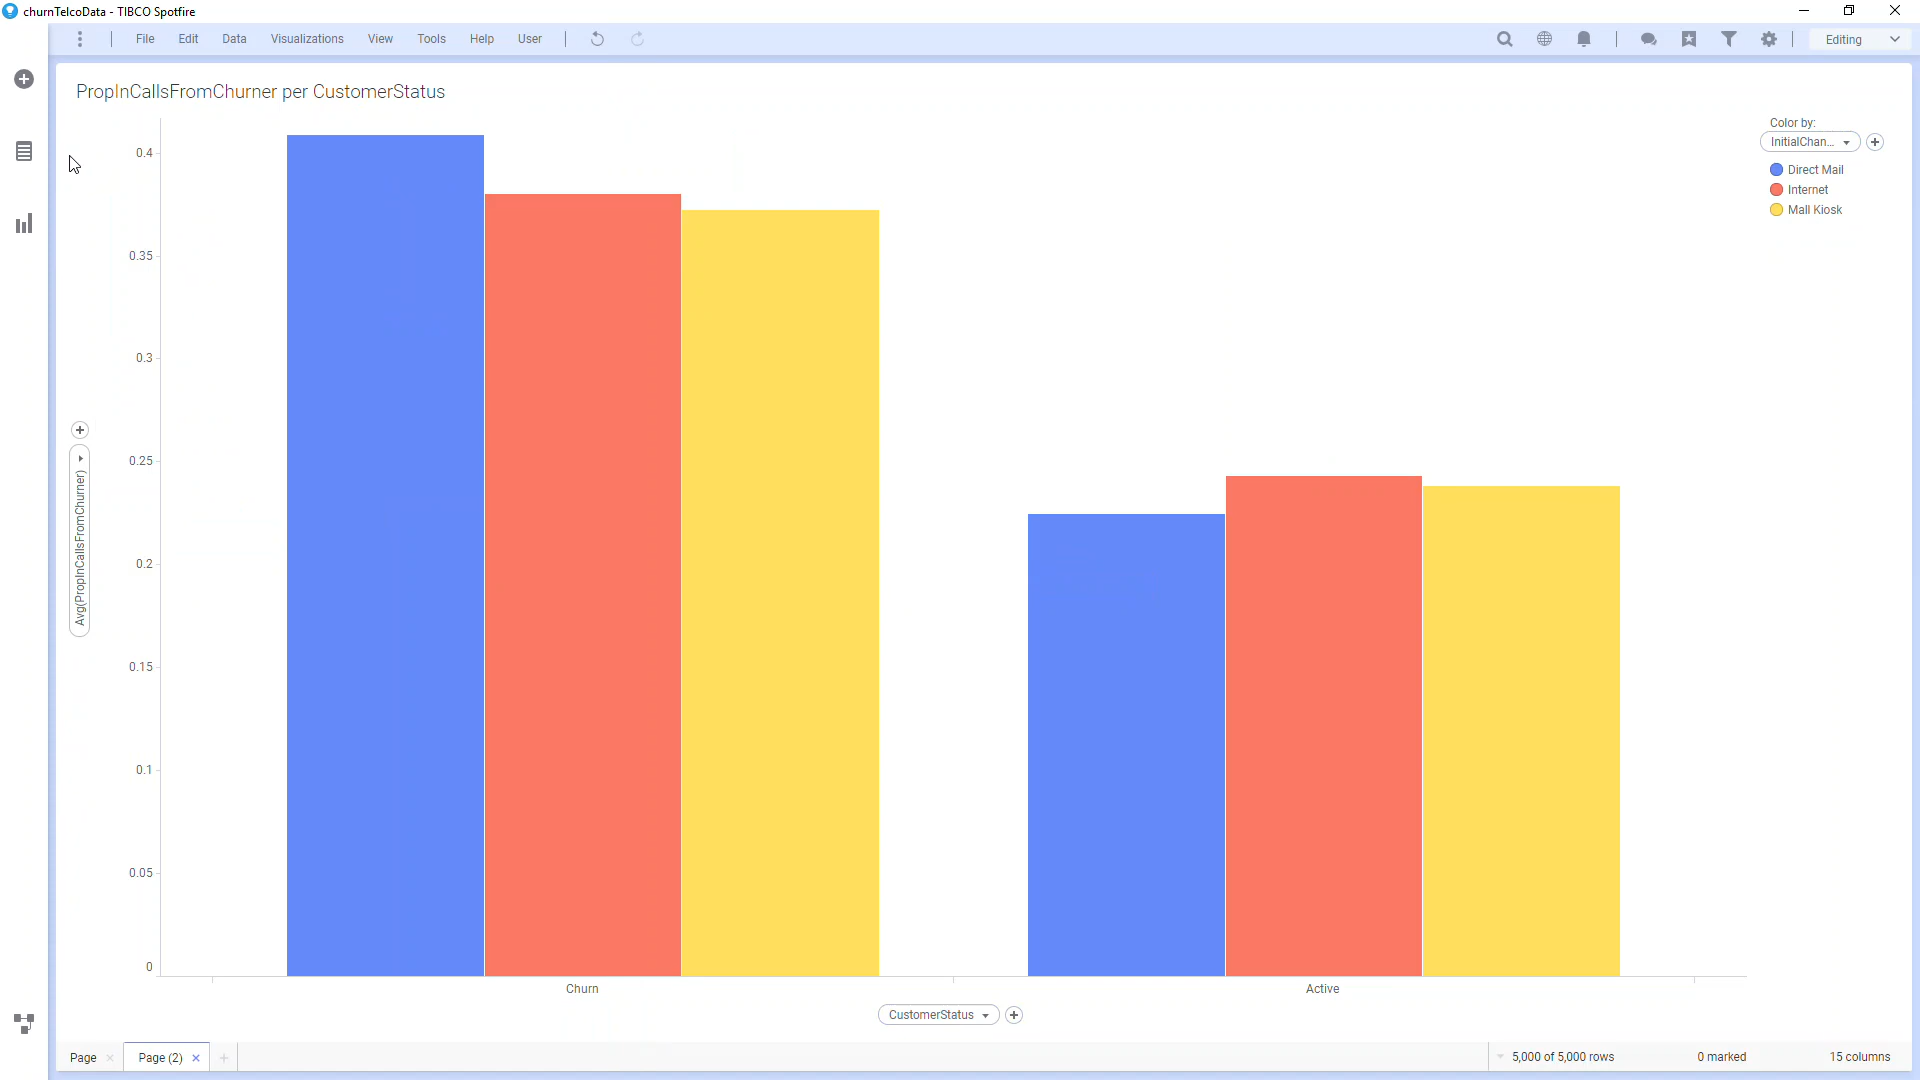 churnTelcoData - TIBCO Spotfire
File Edit Data Visualizations View Tools Help User Editing
PropInCallsFromChurner per CustomerStatus
Color by:
InitialChan...
Direct Mail
Internet
Mall Kiosk
0.4
0.35
0.3
0.25
0.2
0.15
0.1
0.05
0
Avg(PropInCallsFromChurner)
Churn Active
CustomerStatus
Page Page (2) 5,000 of 5,000 rows 0 marked 15 columns